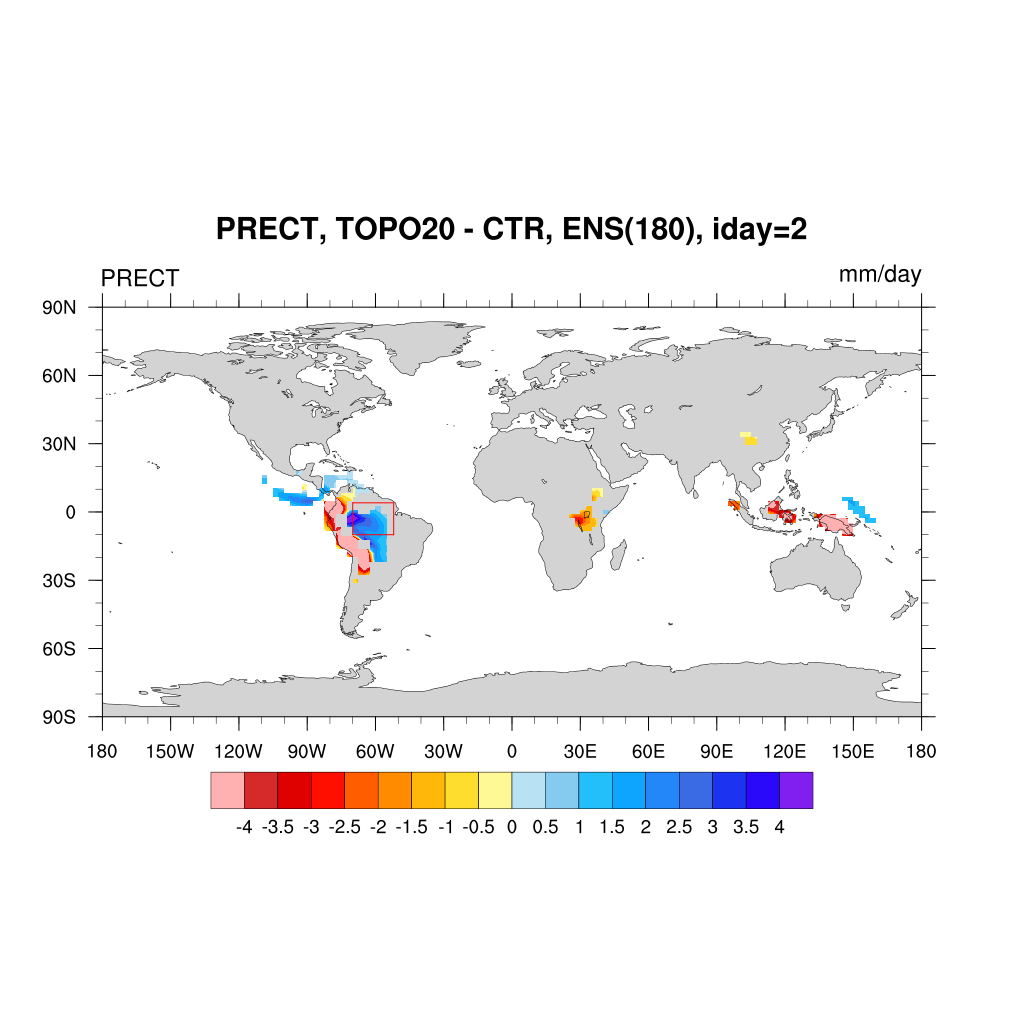 PRECT, TOPO20 - CTR, ENS(180), iday=2
PRECT mm/day
90N
60N
30N
0
30S
60S
90S
180 150W 120W 90W 60W 30W 0 30E 60E 90E 120E 150E 180
-4 -3.5 -3 -2.5 -2 -1.5 -1 -0.5 0 0.5 1 1.5 2 2.5 3 3.5 4